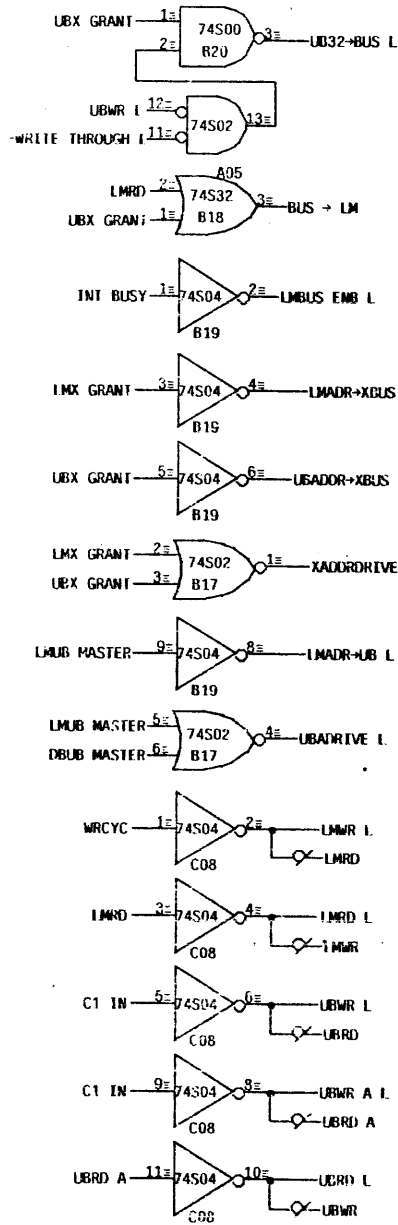 UBX GRANT 1 74S00 3 UD32→BUS L
2 B20
UBWR L 12 13
74S02
-WRITE THROUGH L 11
A05
LMRD 2 74S32 3 BUS → LM
UBX GRANT 1 B18
INT BUSY 1 74S04 2 LMBUS ENB L
B19
LMX GRANT 3 74S04 4 LMADR→XBUS
B19
UBX GRANT 5 74S04 6 UBADDR→XBUS
B19
LMX GRANT 2 74S02 1 XADDRDRIVE
UBX GRANT 3 B17
LMUB MASTER 9 74S04 8 LMADR→UB L
B19
LMUB MASTER 5 74S02 4 UBADRIVE L
DBUB MASTER 6 B17
WRCYC 1 74S04 2 LMWR L
LMRD
C08
LMRD 3 74S04 4 LMRD L
LMWR
C08
C1 IN 5 74S04 6 UBWR L
UBRD
C08
C1 IN 9 74S04 8 UBWR A L
UBRD A
C08
UBRD A 11 74S04 10 UBRD L
UBWR
C08